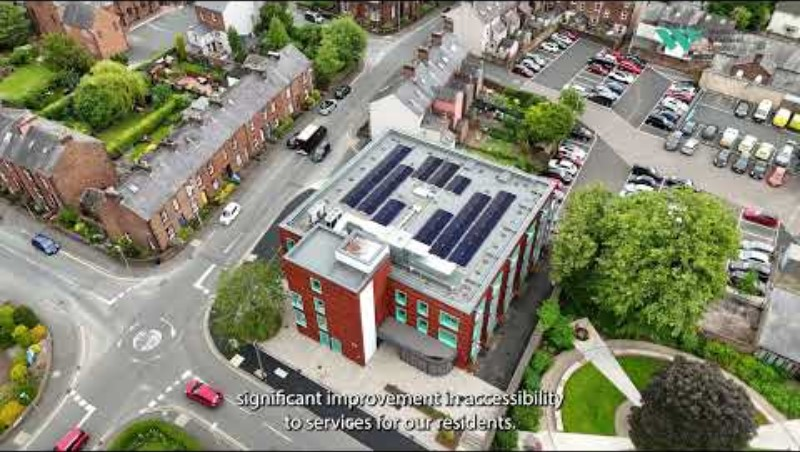 significant improvement in accessibility
to services for our residents.